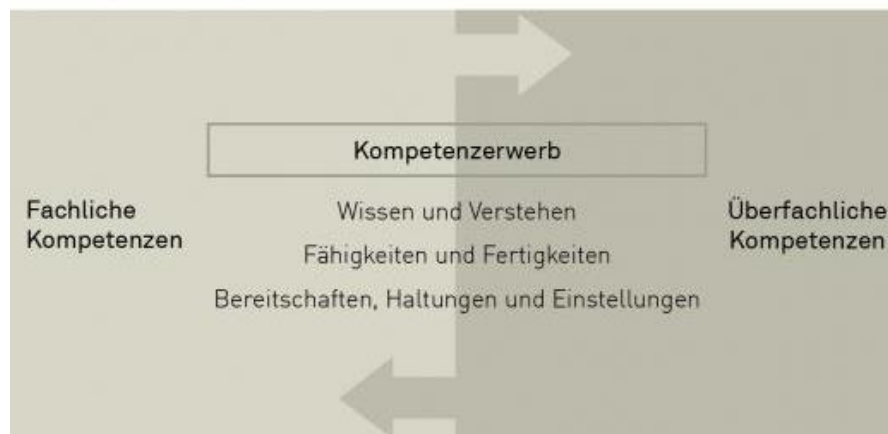 Kompetenzerwerb
Fachliche
Kompetenzen
Wissen und Verstehen
Fähigkeiten und Fertigkeiten
Bereitschaften, Haltungen und Einstellungen
Überfachliche
Kompetenzen